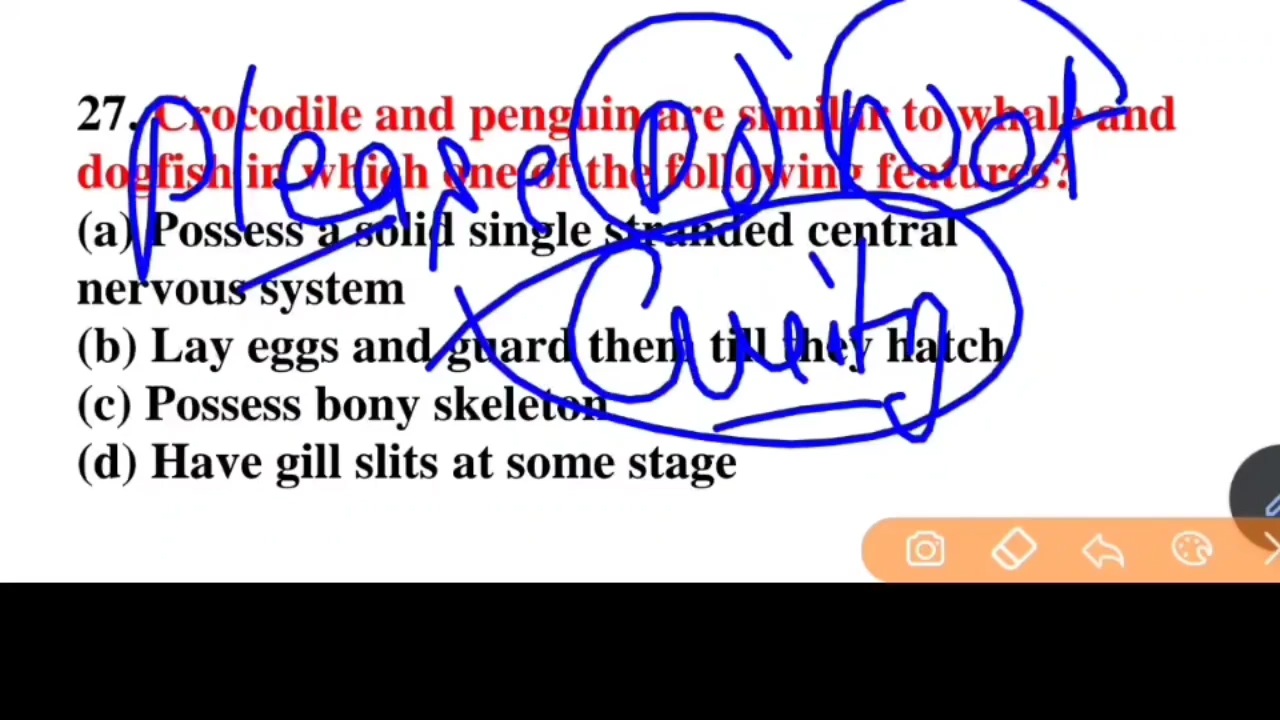 27. Crocodile and penguin are similar to whale and
dogfish in which one of the following features?
(a) Possess a solid single stranded central
nervous system
(b) Lay eggs and guard them till they hatch
(c) Possess bony skeleton
(d) Have gill slits at some stage
please Do Not